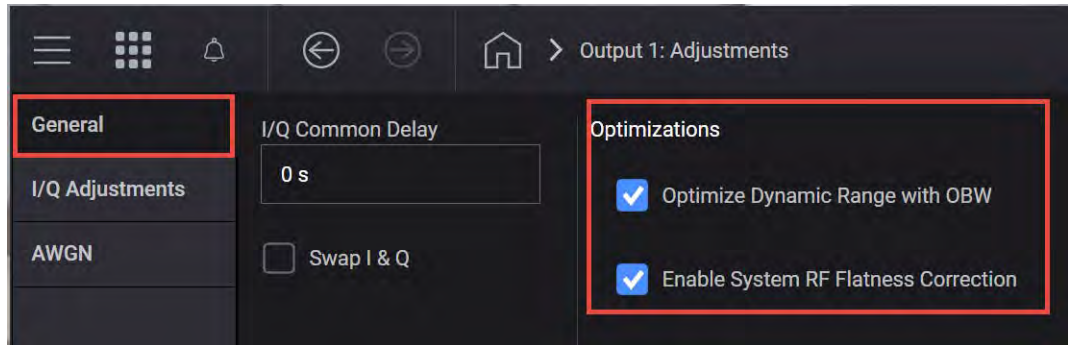 Output 1: Adjustments
General
I/Q Adjustments
AWGN
I/Q Common Delay
0 s
Swap I & Q
Optimizations
Optimize Dynamic Range with OBW
Enable System RF Flatness Correction